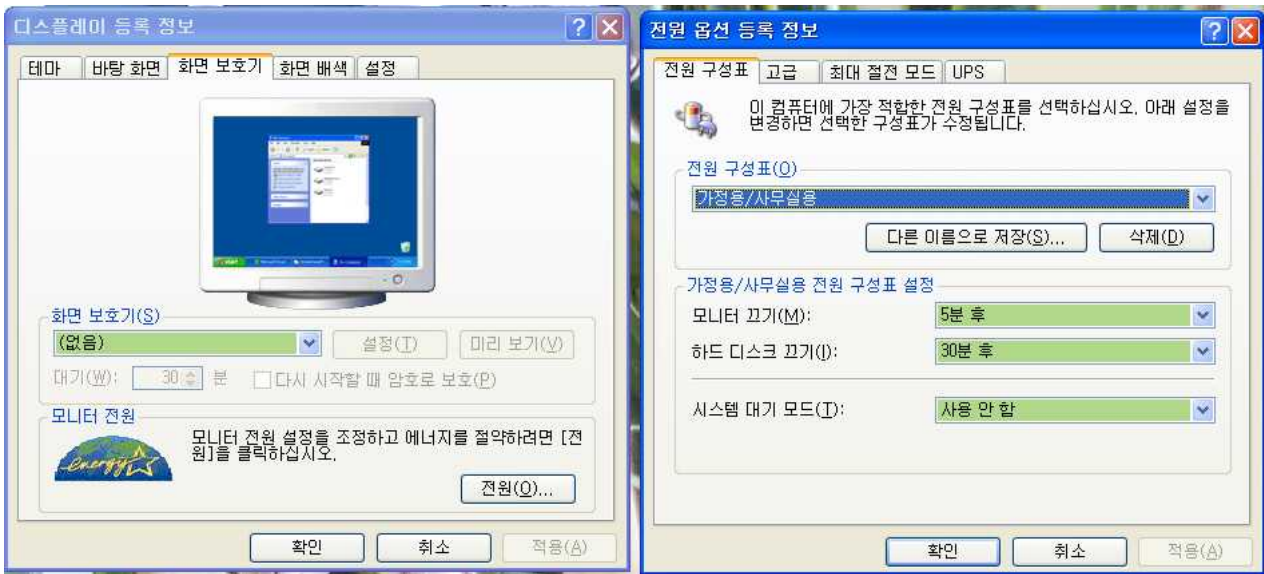 디스플레이 등록 정보
테마
바탕 화면
화면 보호기
화면 배색
설정
화면 보호기(S)
(없음)
설정(T)
미리 보기(V)
대기(W):
30
분
다시 시작할 때 암호로 보호(P)
모니터 전원
energy
모니터 전원 설정을 조정하고 에너지를 절약하려면 [전
원]을 클릭하십시오.
전원(O)...
확인
취소
적용(A)
전원 옵션 등록 정보
전원 구성표
고급
최대 절전 모드
UPS
이 컴퓨터에 가장 적합한 전원 구성표를 선택하십시오. 아래 설정을
변경하면 선택한 구성표가 수정됩니다.
전원 구성표(O)
가정용/사무실용
다른 이름으로 저장(S)...
삭제(D)
가정용/사무실용 전원 구성표 설정
모니터 끄기(M):
5분 후
하드 디스크 끄기(I):
30분 후
시스템 대기 모드(T):
사용 안 함
확인
취소
적용(A)